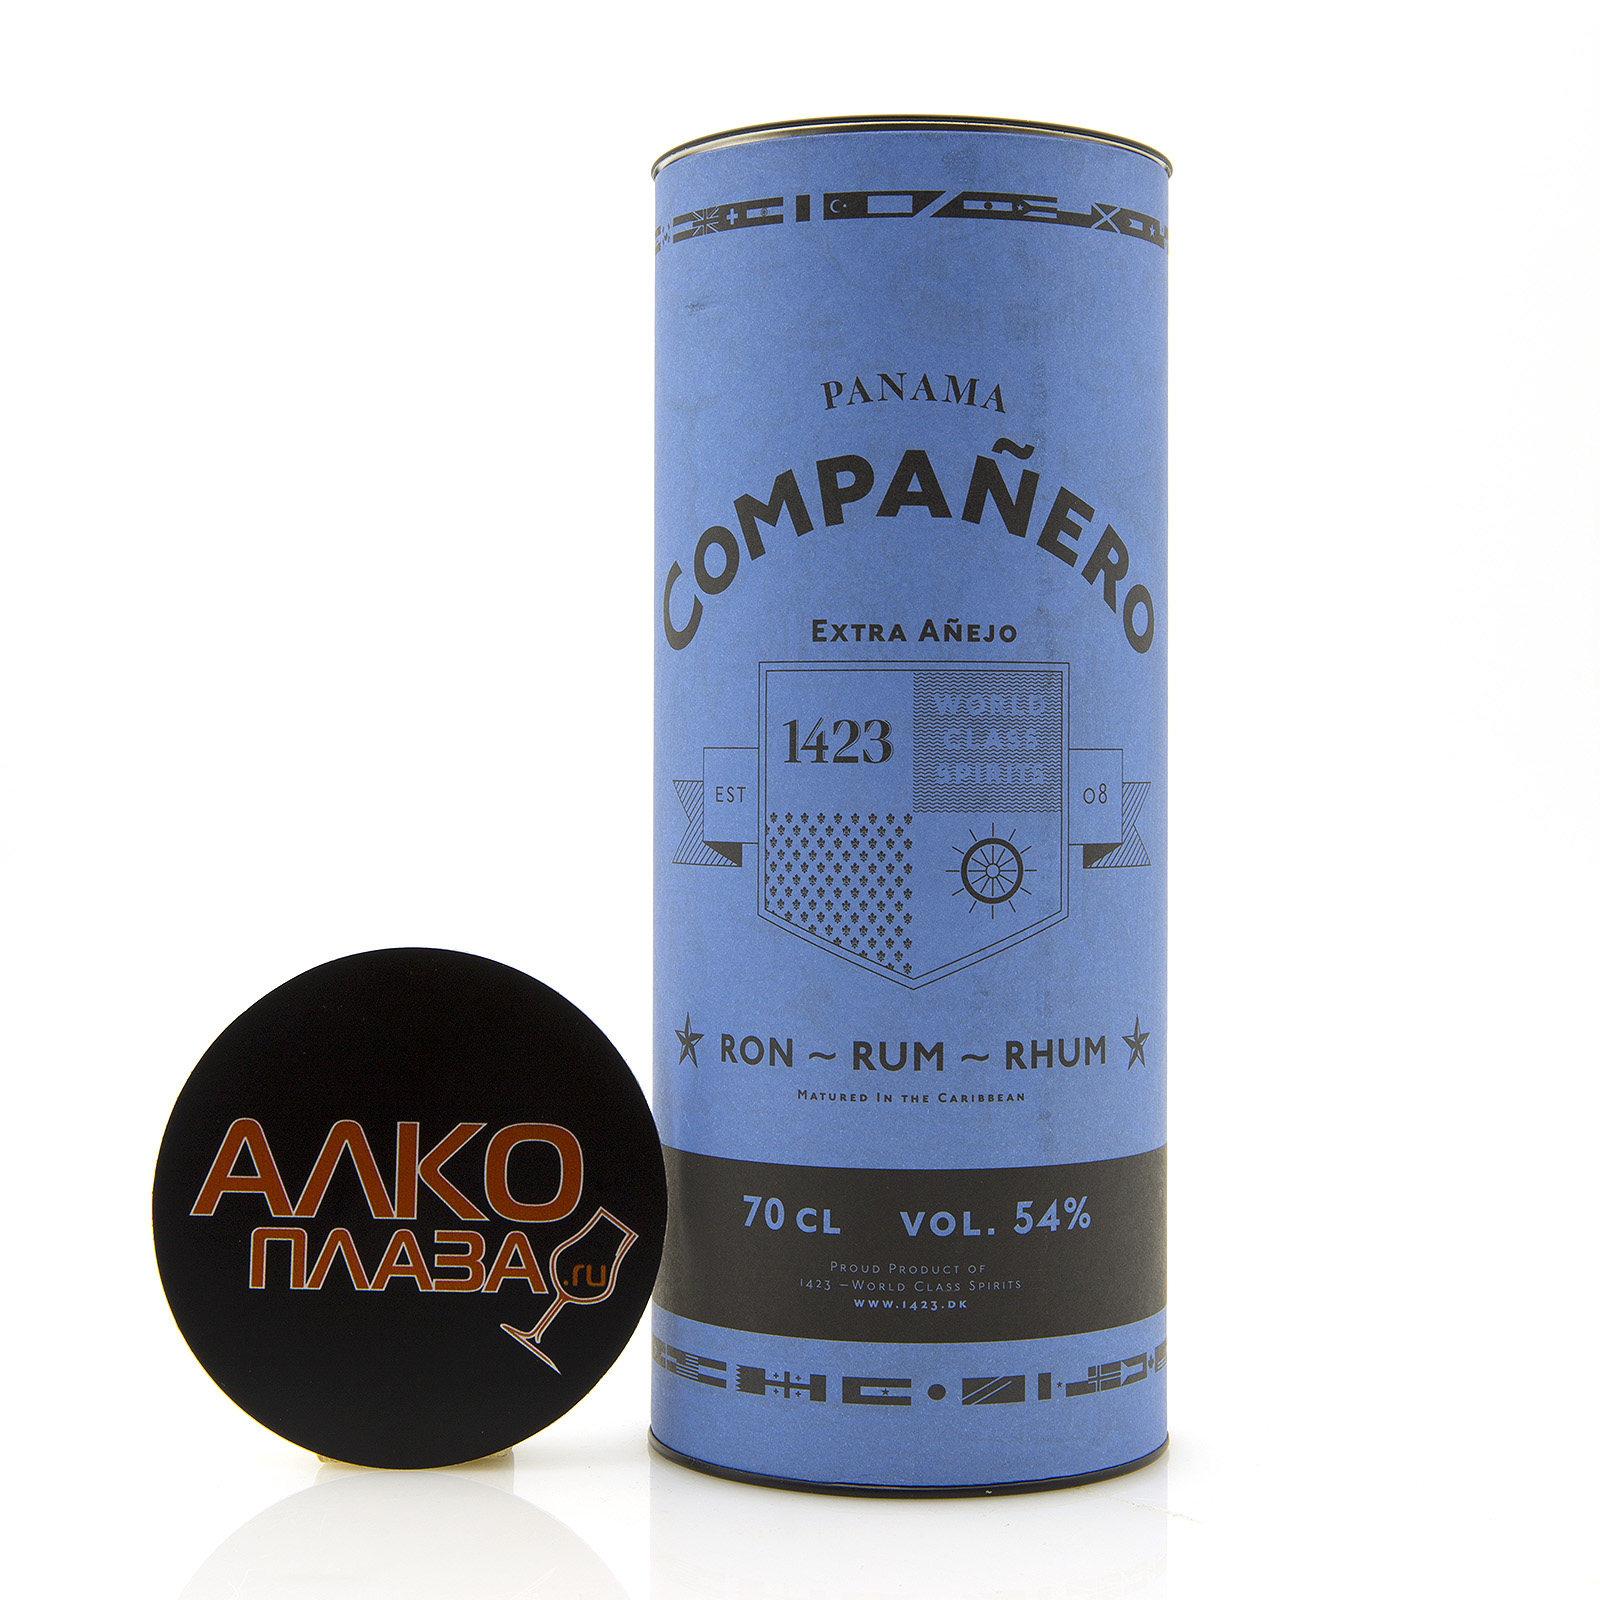 PANAMA
COMPAÑERO
EXTRA AÑEJO
1423
WORLD
CLASS
SPIRITS
EST
08
RON ~ RUM ~ RHUM
MATURED IN THE CARIBBEAN
70 CL VOL. 54%
PROUD PRODUCT OF
1423 —WORLD CLASS SPIRITS
WWW.1423.DK
АЛКО
ПЛАЗА
.ru